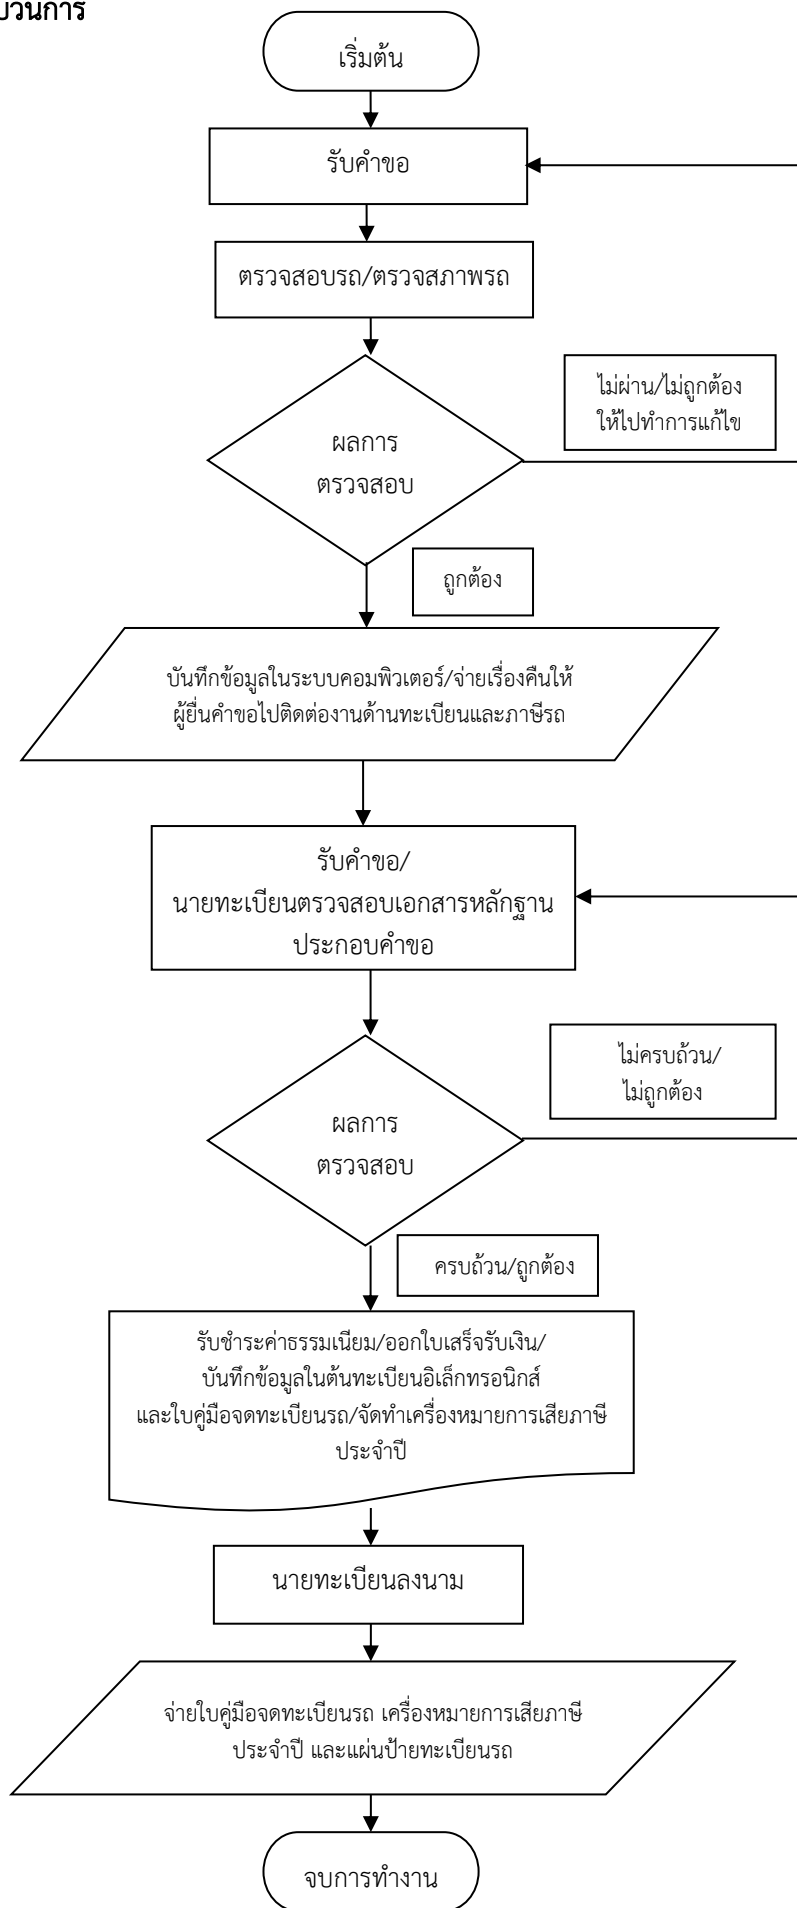 บวนการ
เริ่มต้น
รับคำขอ
ตรวจสอบรถ/ตรวจสภาพรถ
ไม่ผ่าน/ไม่ถูกต้อง
ให้ไปทำการแก้ไข
ผลการ
ตรวจสอบ
ถูกต้อง
บันทึกข้อมูลในระบบคอมพิวเตอร์/จ่ายเรื่องคืนให้
ผู้ยื่นคำขอไปติดต่องานด้านทะเบียนและภาษีรถ
รับคำขอ/
นายทะเบียนตรวจสอบเอกสารหลักฐาน
ประกอบคำขอ
ไม่ครบถ้วน/
ไม่ถูกต้อง
ผลการ
ตรวจสอบ
ครบถ้วน/ถูกต้อง
รับชำระค่าธรรมเนียม/ออกใบเสร็จรับเงิน/
บันทึกข้อมูลในต้นทะเบียนอิเล็กทรอนิกส์
และใบคู่มือจดทะเบียนรถ/จัดทำเครื่องหมายการเสียภาษี
ประจำปี
นายทะเบียนลงนาม
จ่ายใบคู่มือจดทะเบียนรถ เครื่องหมายการเสียภาษี
ประจำปี และแผ่นป้ายทะเบียนรถ
จบการทำงาน